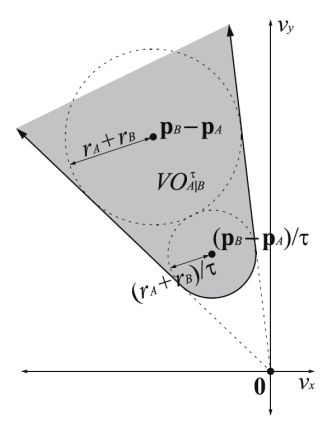 v_y
r_A+r_B
p_B−p_A
VO^τ_{A|B}
(p_B−p_A)/τ
(r_A+r_B)/τ
0
v_x